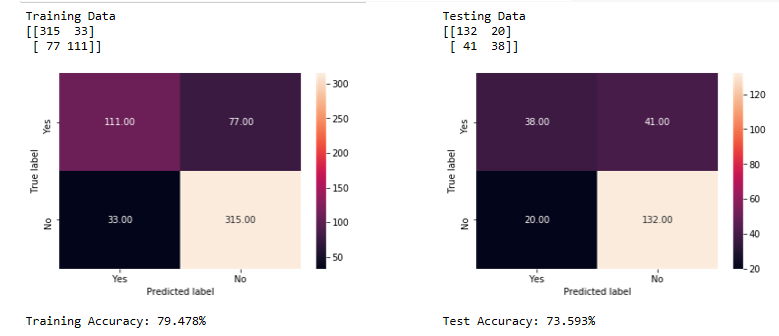 Training Data
[[315  33]
 [ 77 111]]
Yes
111.00
77.00
No
33.00
315.00
True label
Yes
No
Predicted label
300
250
200
150
100
50
Training Accuracy: 79.478%
Testing Data
[[132  20]
 [ 41  38]]
Yes
38.00
41.00
No
20.00
132.00
True label
Yes
No
Predicted label
120
100
80
60
40
20
Test Accuracy: 73.593%